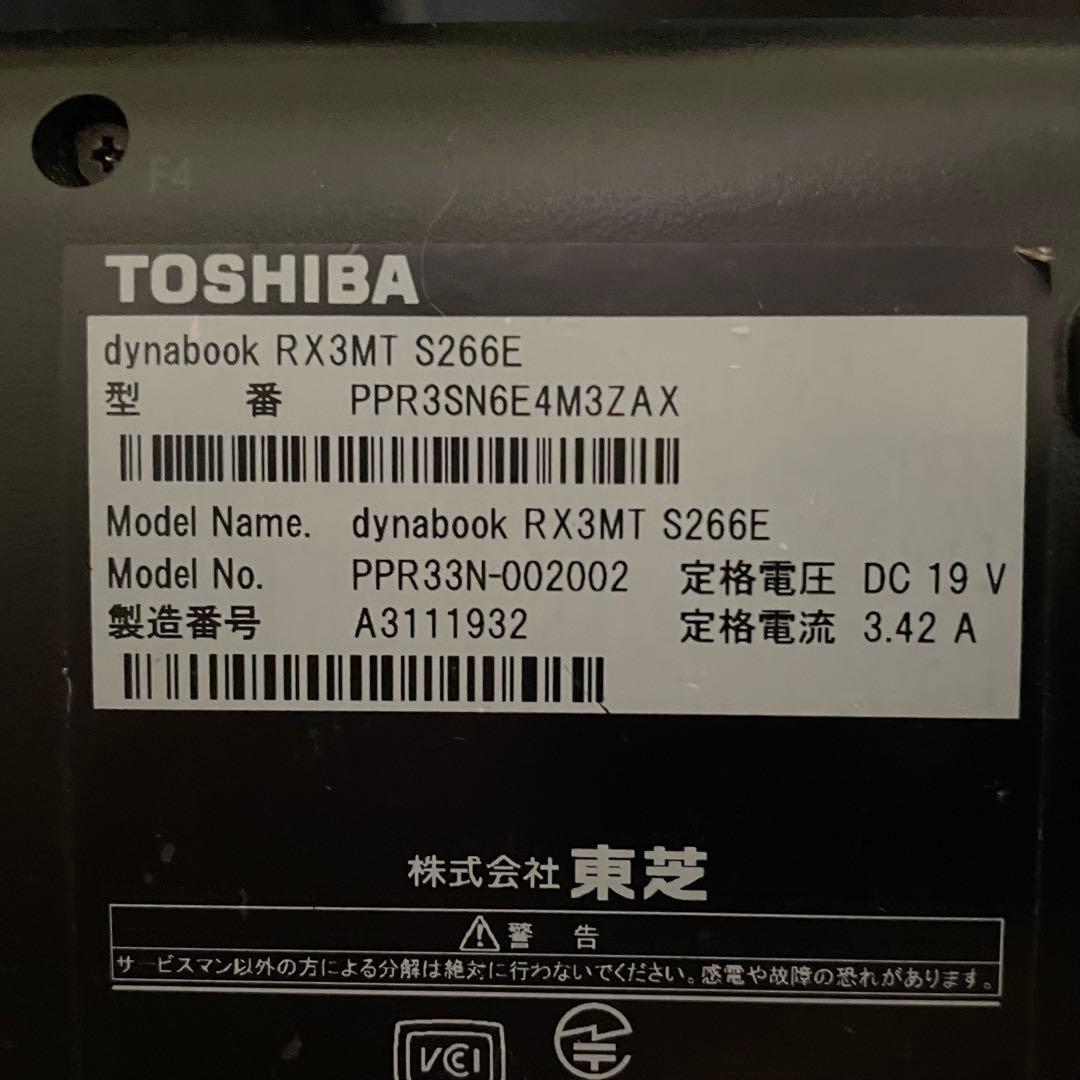 F4
TOSHIBA
dynabook RX3MT S266E
型 番 PPR3SN6E4M3ZAX
Model Name. dynabook RX3MT S266E
Model No. PPR33N-002002 定格電圧 DC 19 V
製造番号 A3111932 定格電流 3.42 A
株式会社 東芝
⚠警 告
サービスマン以外の方による分解は絶対に行わないでください。感電や故障の恐れがあります。
VCCI